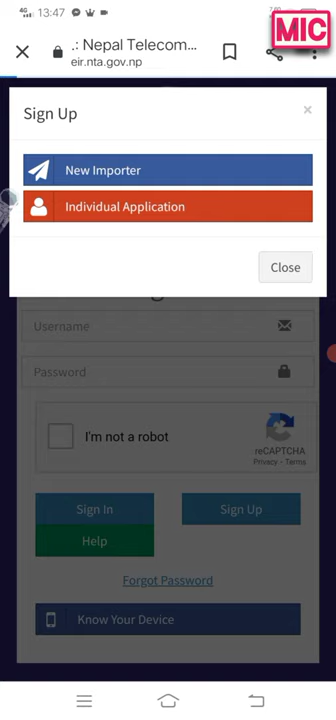 4G 13:47
MIC
.: Nepal Telecom...
eir.nta.gov.np
Sign Up
×
New Importer
Individual Application
Close
Username
Password
I'm not a robot
reCAPTCHA
Privacy - Terms
Sign In
Sign Up
Help
Forgot Password
Know Your Device